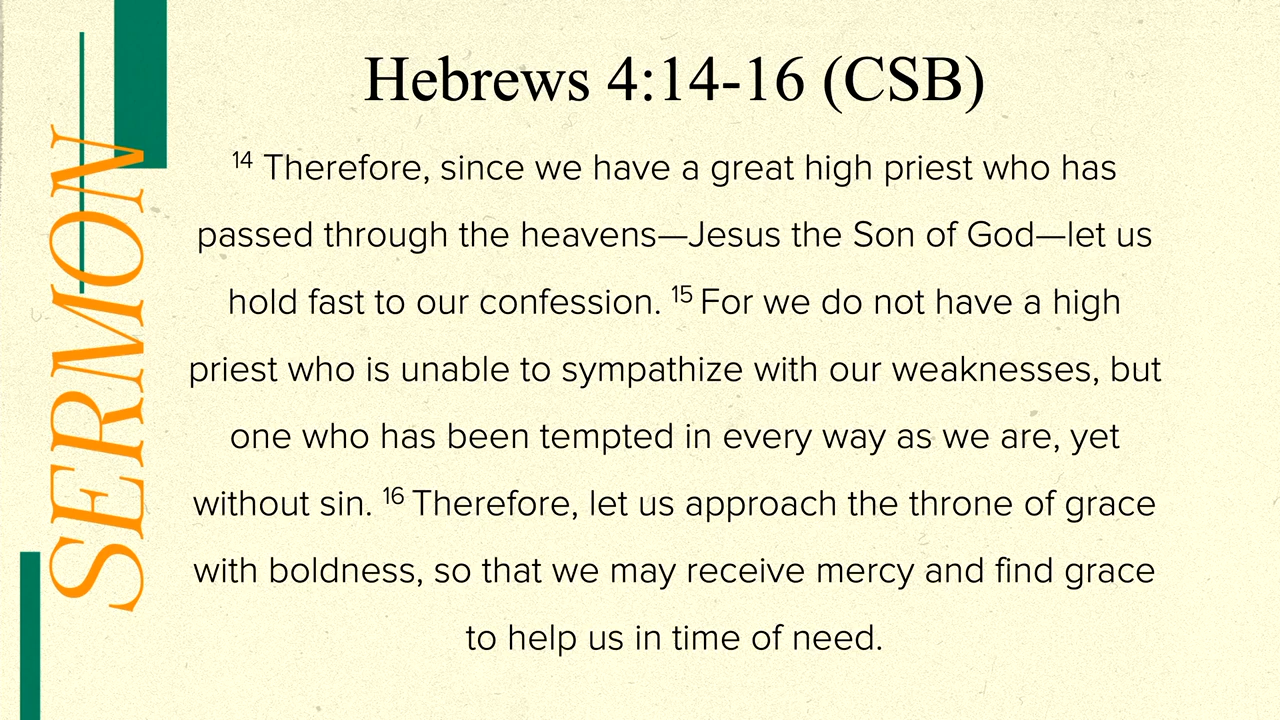 SERMON
Hebrews 4:14-16 (CSB)
¹⁴ Therefore, since we have a great high priest who has
passed through the heavens—Jesus the Son of God—let us
hold fast to our confession. ¹⁵ For we do not have a high
priest who is unable to sympathize with our weaknesses, but
one who has been tempted in every way as we are, yet
without sin. ¹⁶ Therefore, let us approach the throne of grace
with boldness, so that we may receive mercy and find grace
to help us in time of need.